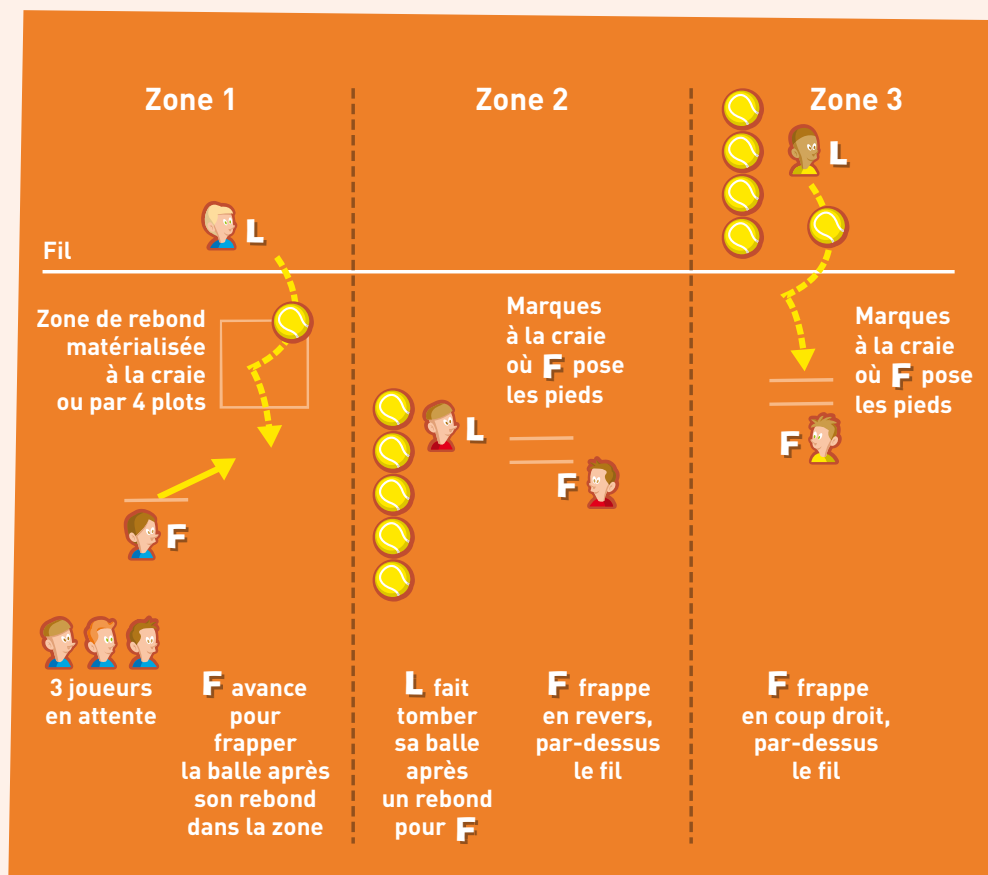 Zone 1
Zone 2
Zone 3
L
L
Fil
Zone de rebond
matérialisée
à la craie
ou par 4 plots
Marques
à la craie
où F pose
les pieds
Marques
à la craie
où F pose
les pieds
L
F
F
F
3 joueurs
en attente
F avance
pour
frapper
la balle après
son rebond
dans la zone
L fait
tomber
sa balle
après
un rebond
pour F
F frappe
en revers,
par-dessus
le fil
F frappe
en coup droit,
par-dessus
le fil